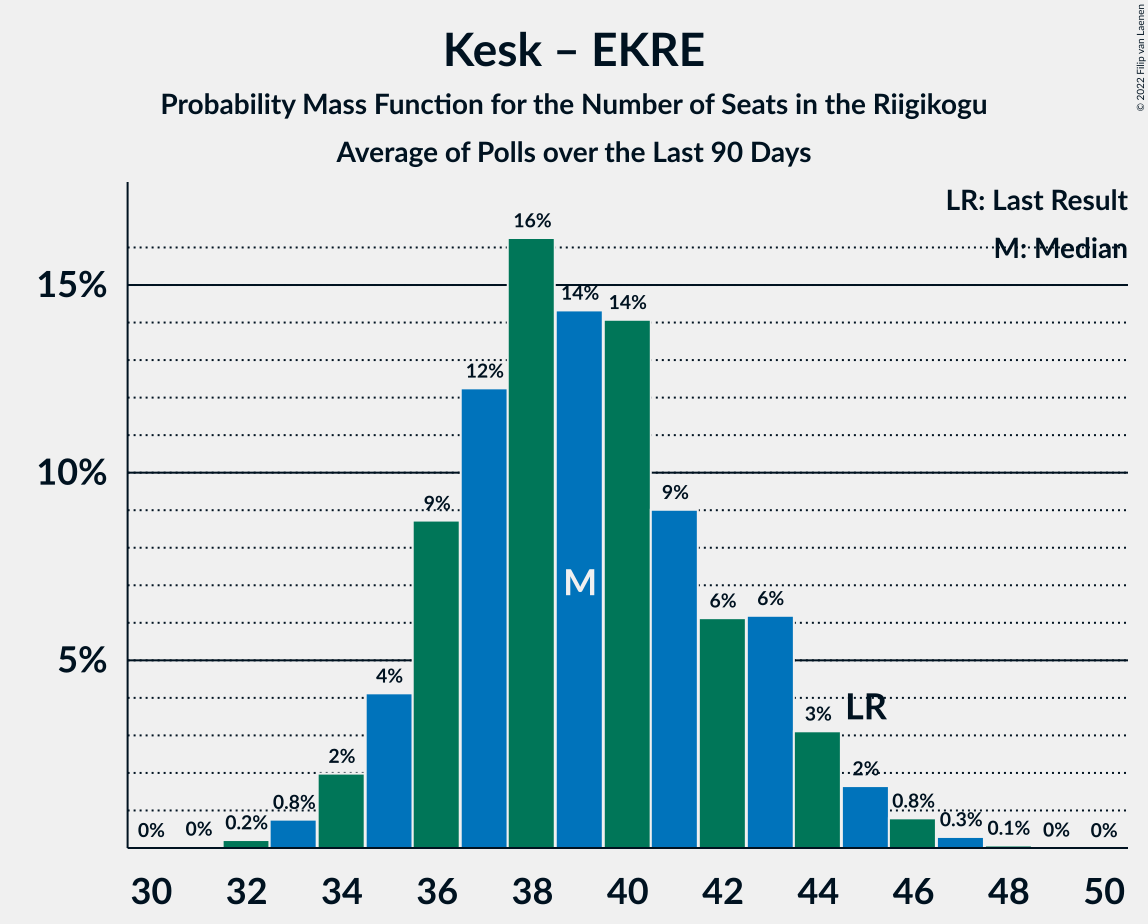 Kesk – EKRE
Probability Mass Function for the Number of Seats in the Riigikogu
Average of Polls over the Last 90 Days
© 2022 Filip van Laenen
LR: Last Result
M: Median
15%
10%
5%
0%
0%
0.2%
0.8%
2%
4%
9%
12%
16%
14%
14%
9%
6%
6%
3%
2%
0.8%
0.3%
0.1%
0%
0%
M
LR
30 32 34 36 38 40 42 44 46 48 50